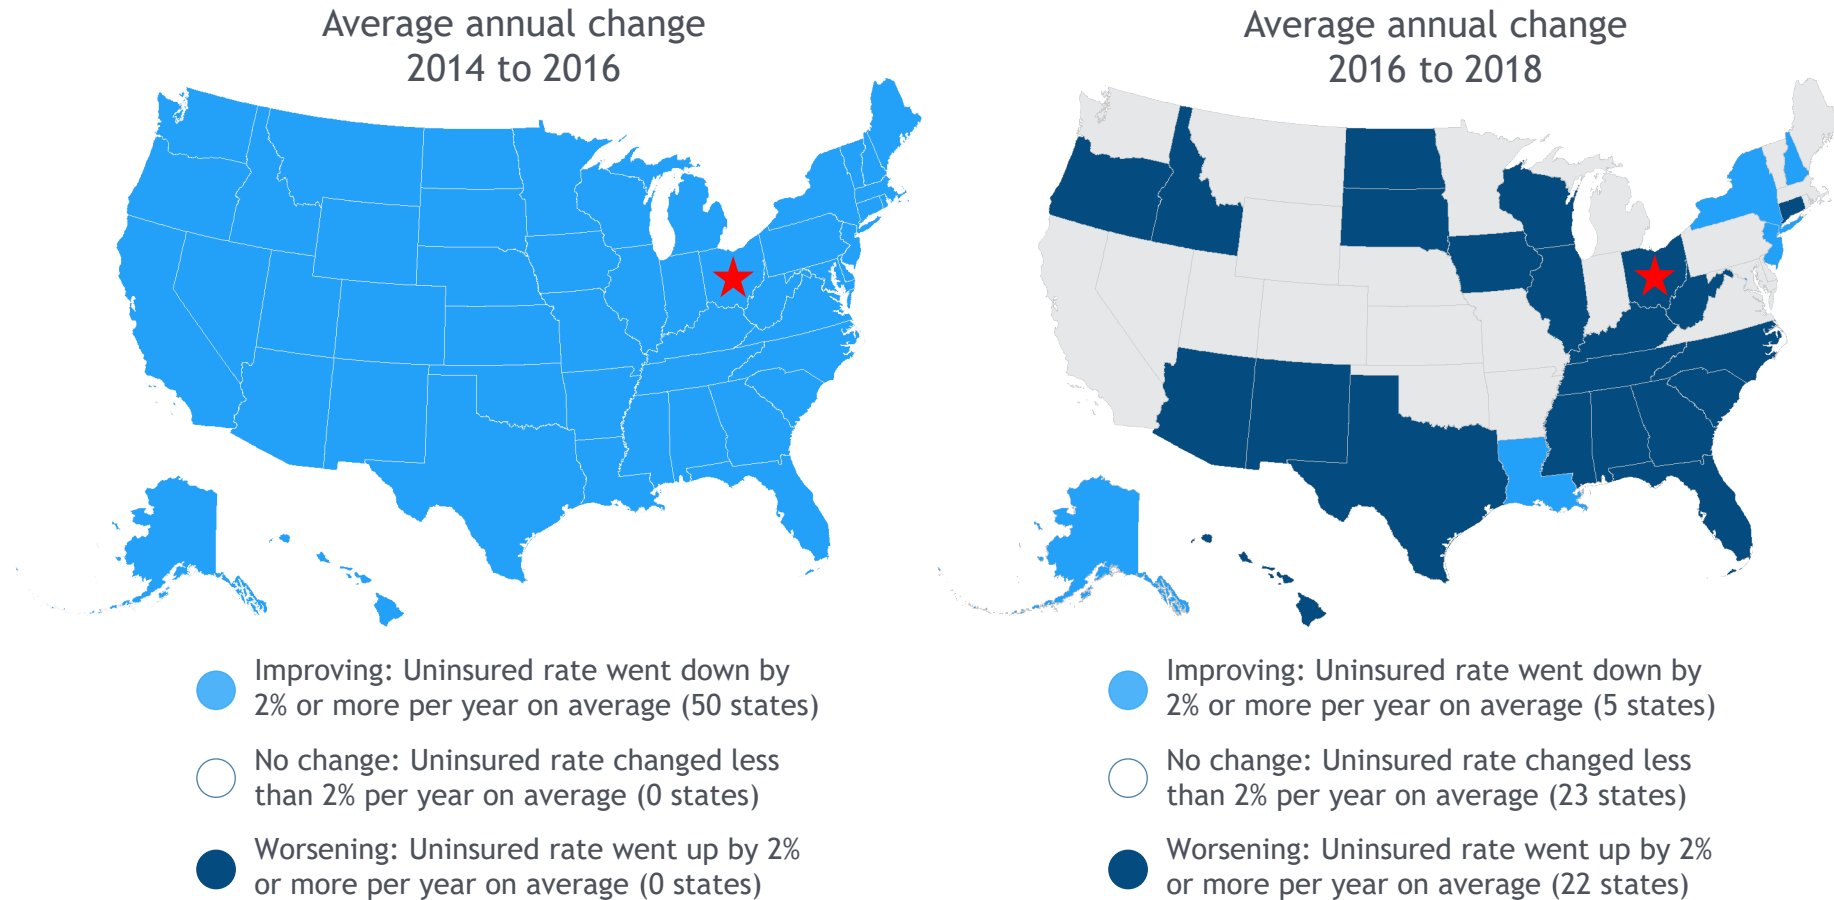 Average annual change
2014 to 2016
Improving: Uninsured rate went down by
2% or more per year on average (50 states)
No change: Uninsured rate changed less
than 2% per year on average (0 states)
Worsening: Uninsured rate went up by 2%
or more per year on average (0 states)
Average annual change
2016 to 2018
Improving: Uninsured rate went down by
2% or more per year on average (5 states)
No change: Uninsured rate changed less
than 2% per year on average (23 states)
Worsening: Uninsured rate went up by 2%
or more per year on average (22 states)